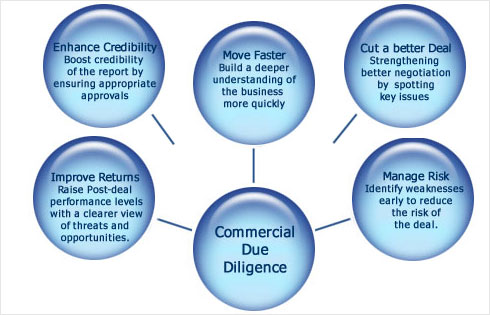 Enhance Credibility
Boost credibility
of the report by
ensuring appropriate
approvals
Move Faster
Build a deeper
understanding of
the business
more quickly
Cut a better Deal
Strengthening
better negotiation
by spotting
key issues
Improve Returns
Raise Post-deal
performance levels
with a clearer view
of threats and
opportunities.
Commercial
Due
Diligence
Manage Risk
Identify weaknesses
early to reduce
the risk of
the deal.